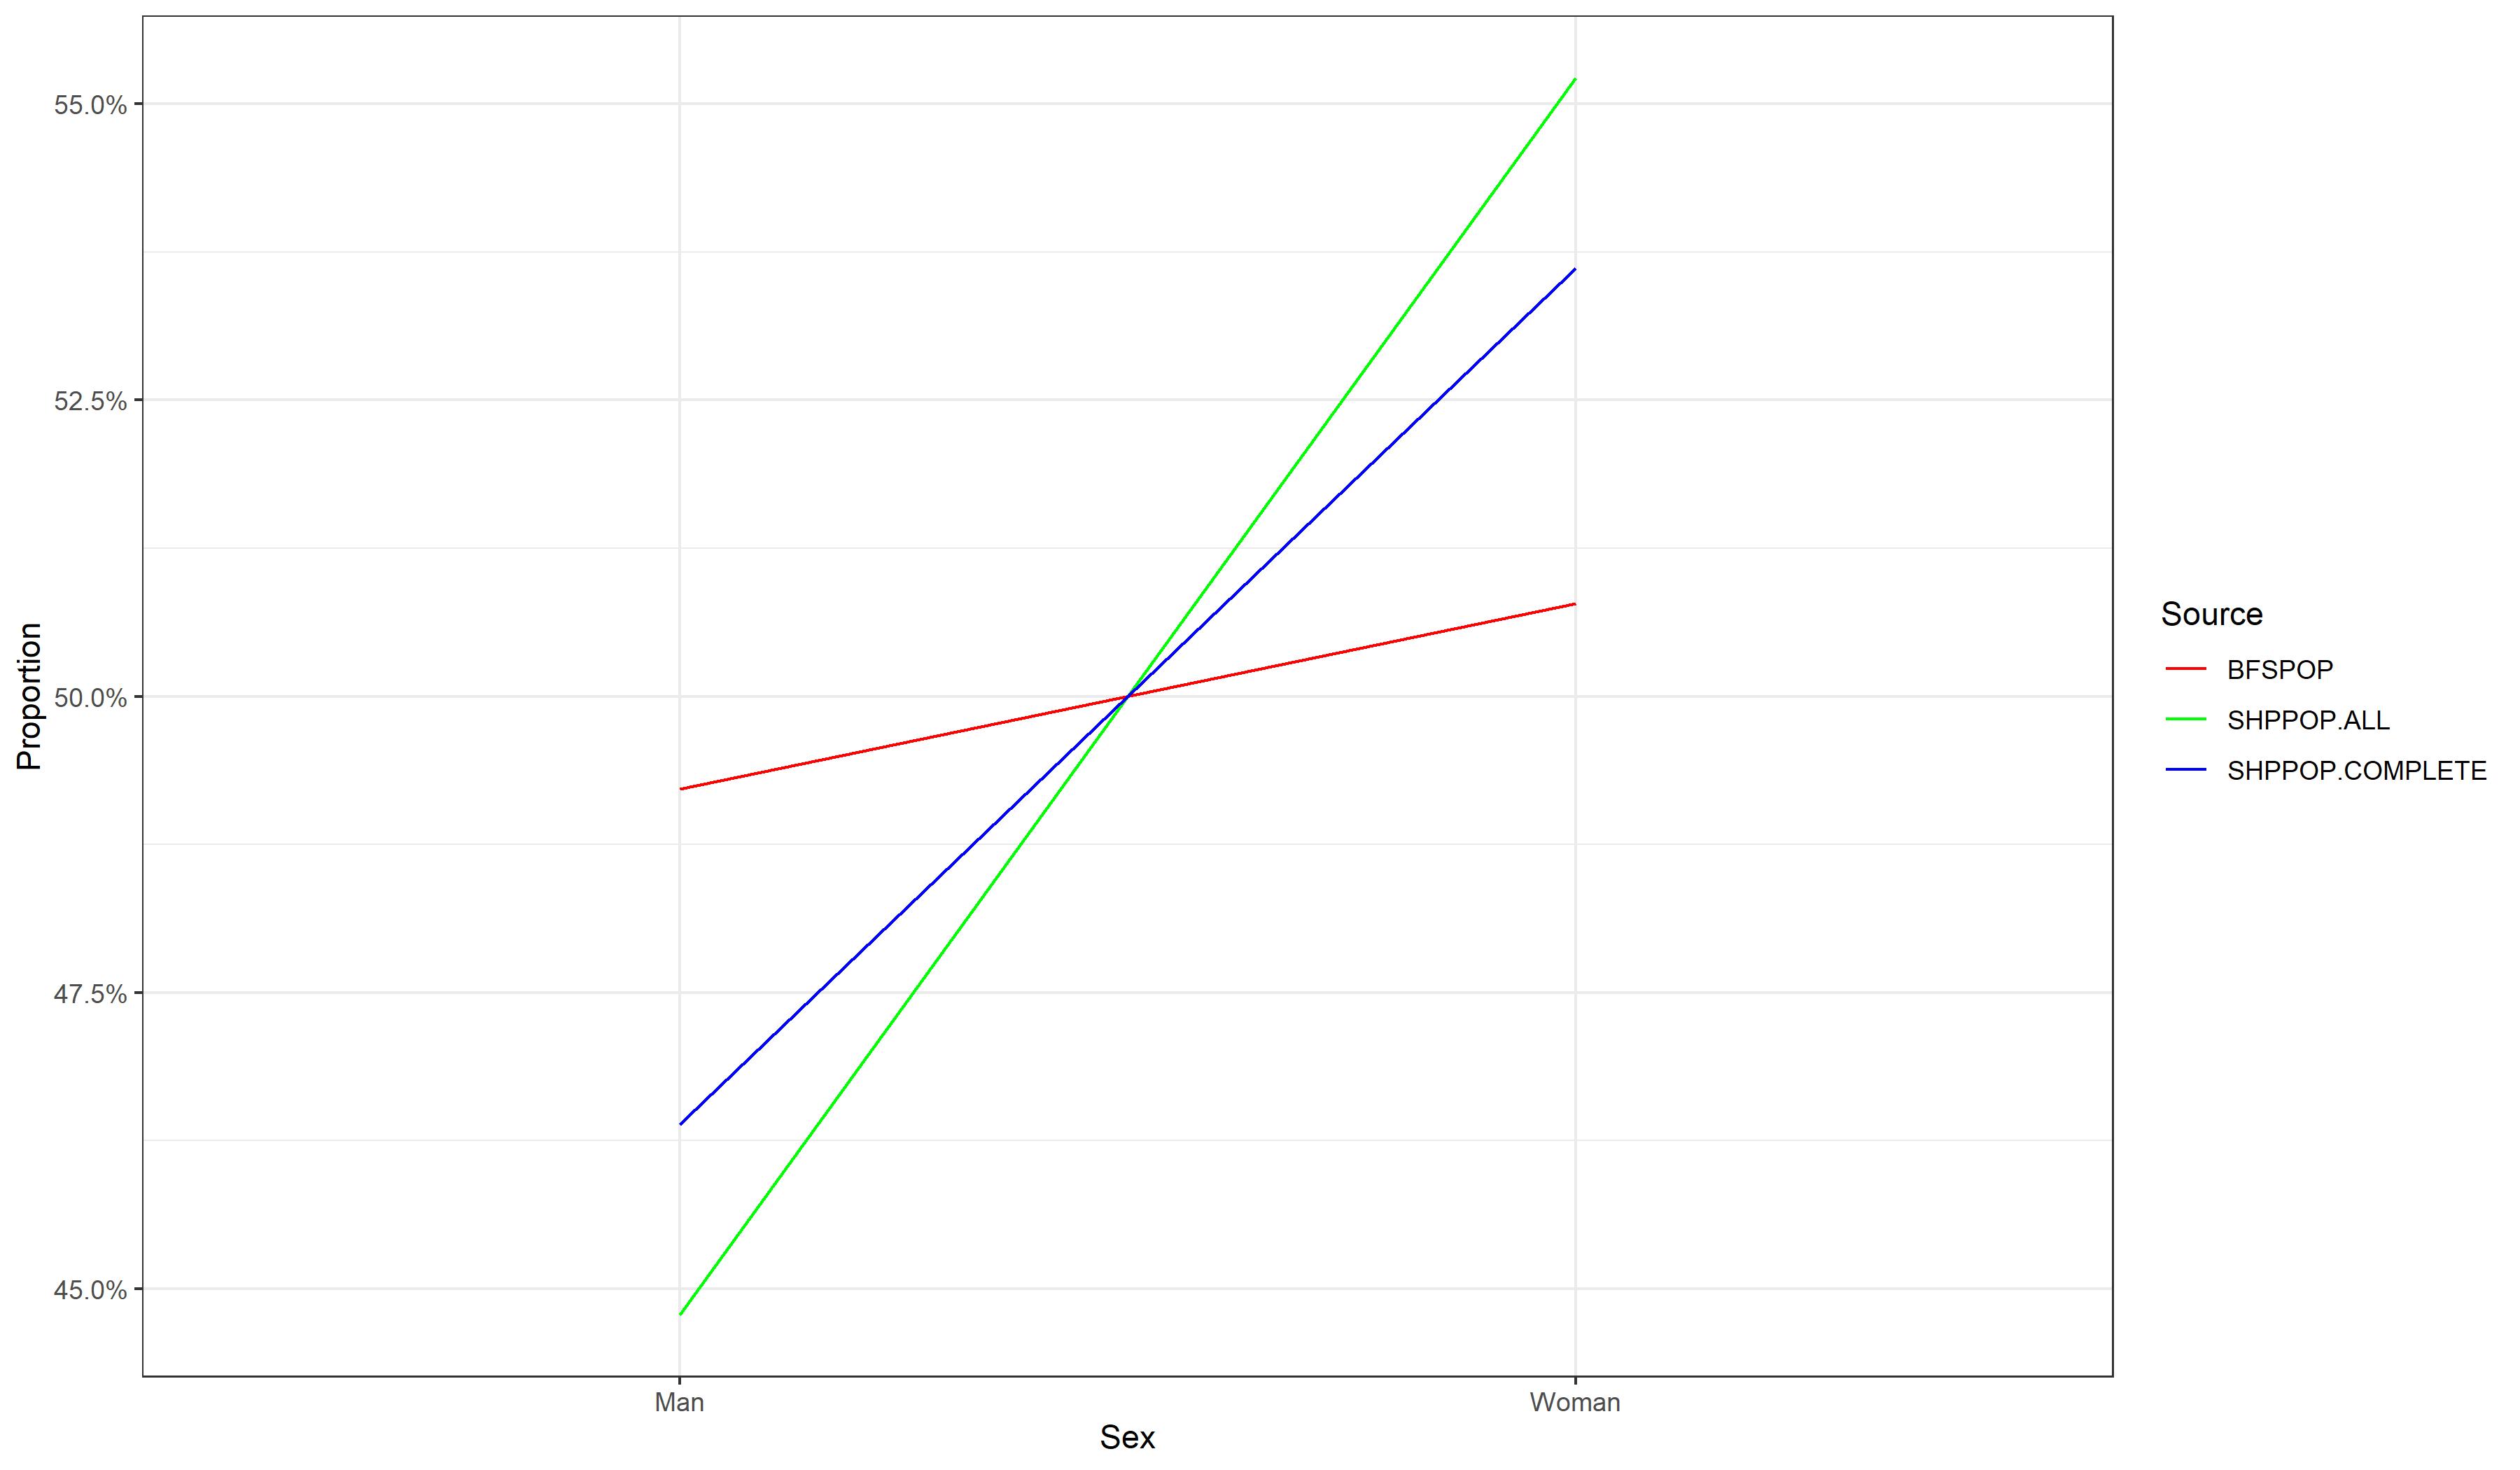 55.0%
52.5%
50.0%
47.5%
45.0%
Proportion
Man
Woman
Sex
Source
BFSPOP
SHPPOP.ALL
SHPPOP.COMPLETE